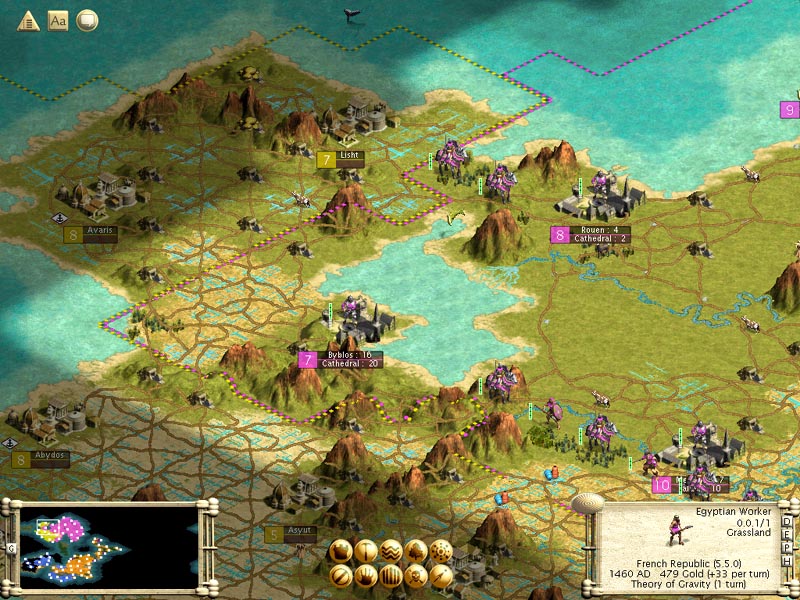 Aa
9
7 Lisht
8 Avaris
8 Rouen : 4
Cathedral : 2
7 Byblos : 16
Cathedral : 20
8 Abydos
5 Asyut
10
7
10
G
Egyptian Worker
0.0.1/1
Grassland
French Republic (5.5.0)
1460 AD 479 Gold (+33 per turn)
Theory of Gravity (1 turn)
D
F
P
H